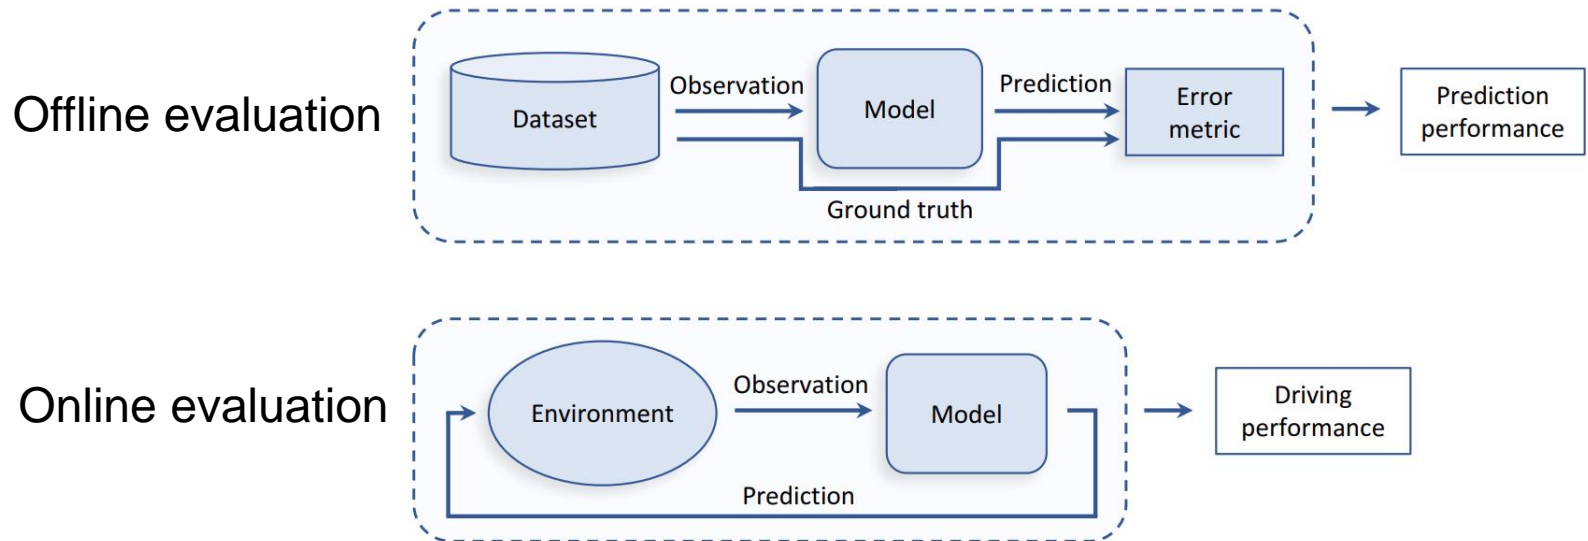 Offline evaluation
Dataset
Observation
Model
Prediction
Error
metric
Prediction
performance
Ground truth
Online evaluation
Environment
Observation
Model
Driving
performance
Prediction